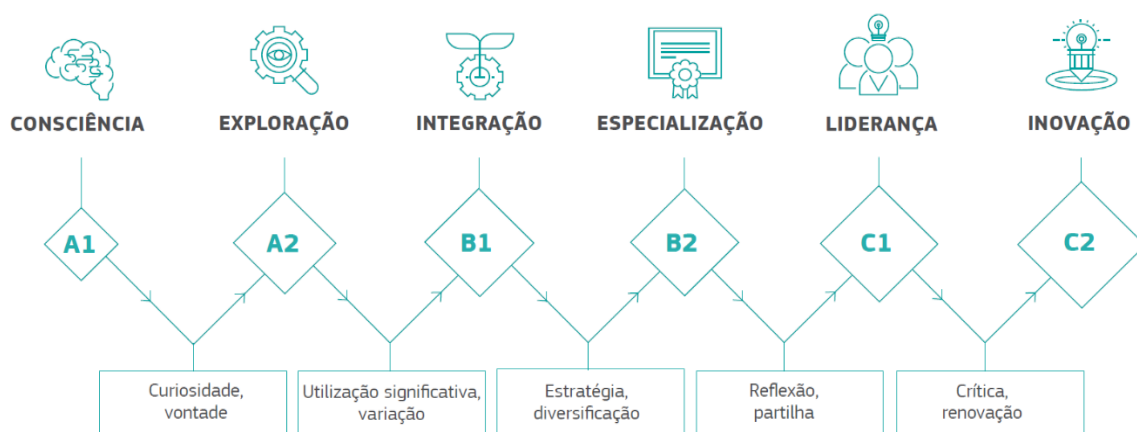 CONSCIÊNCIA
EXPLORAÇÃO
INTEGRAÇÃO
ESPECIALIZAÇÃO
LIDERANÇA
INOVAÇÃO
A1
A2
B1
B2
C1
C2
Curiosidade,
vontade
Utilização significativa,
variação
Estratégia,
diversificação
Reflexão,
partilha
Crítica,
renovação